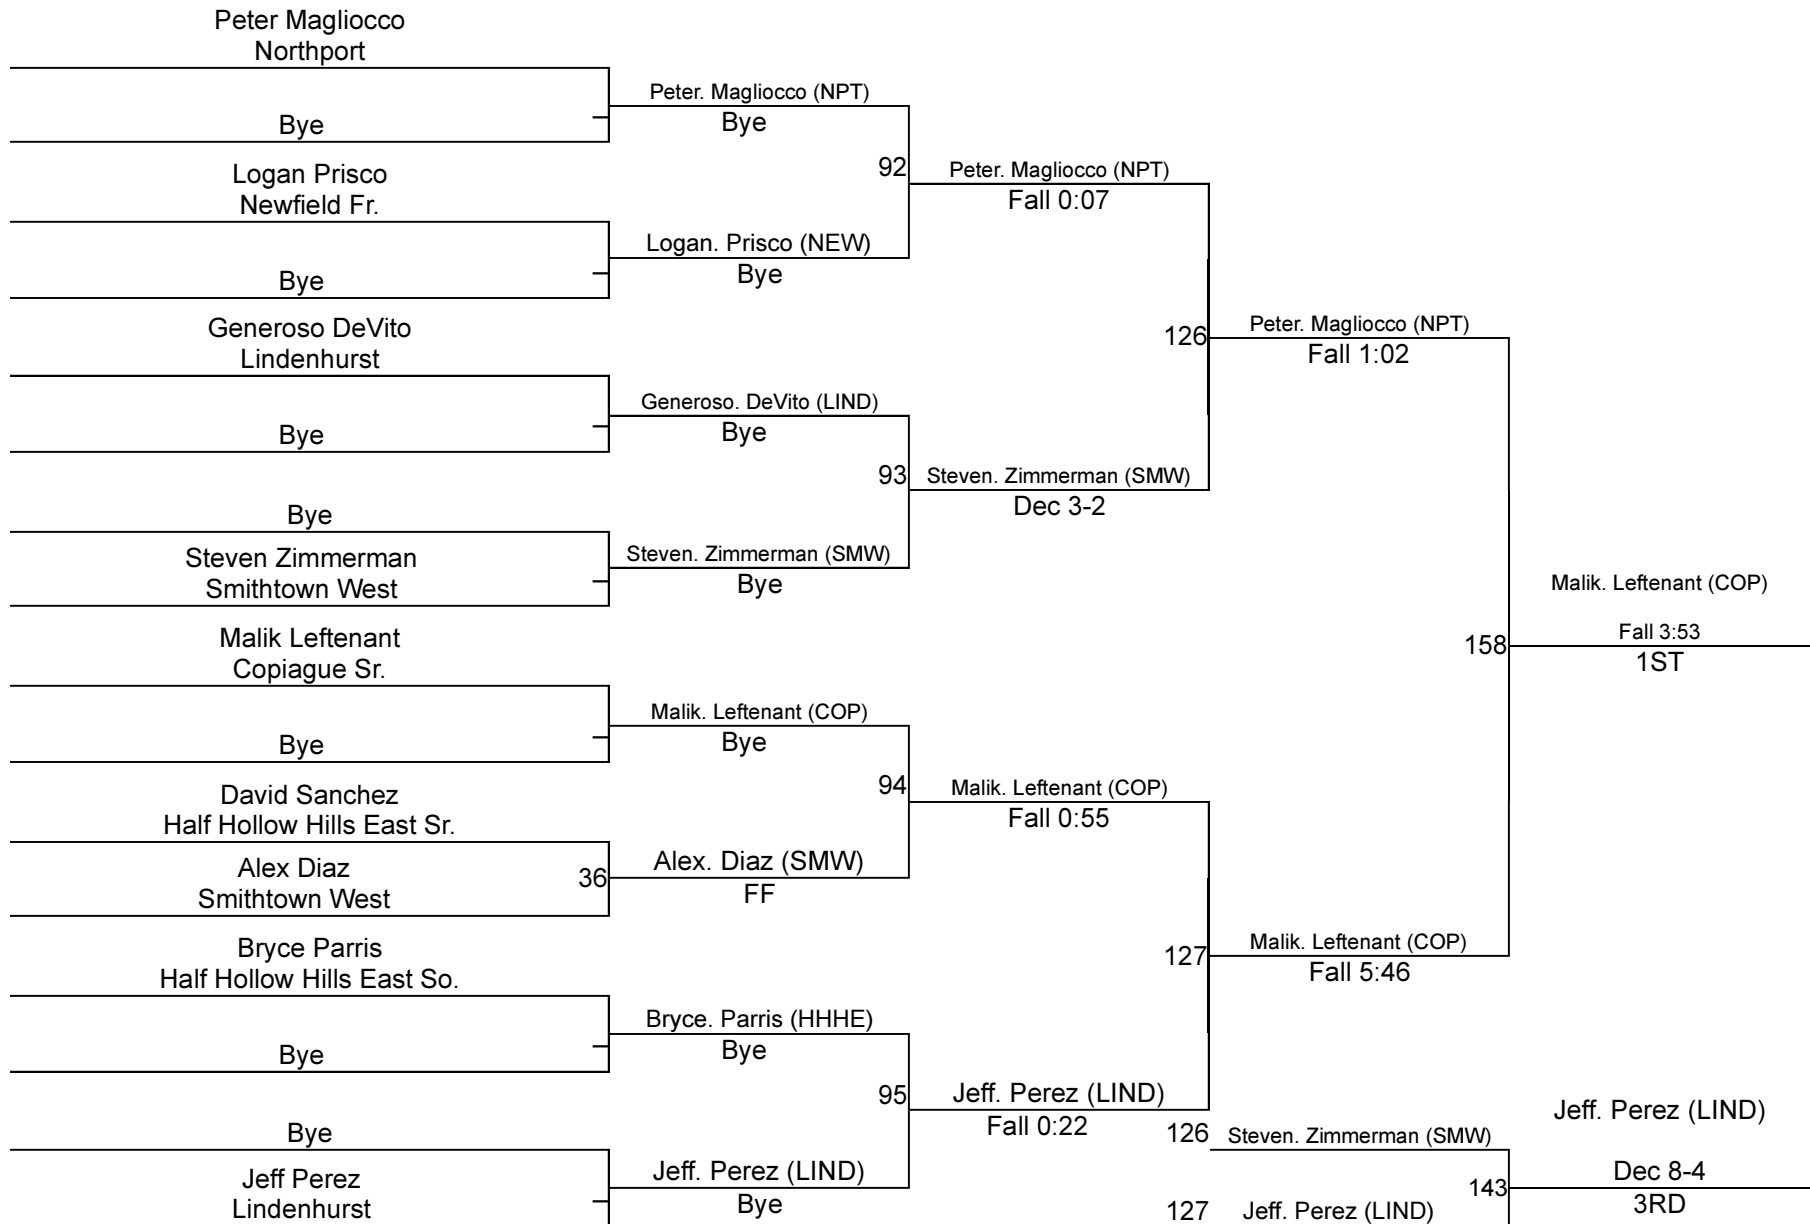 Peter Magliocco
Northport
Bye
Logan Prisco
Newfield Fr.
Bye
Generoso DeVito
Lindenhurst
Bye
Bye
Steven Zimmerman
Smithtown West
Malik Leftenant
Copiague Sr.
Bye
David Sanchez
Half Hollow Hills East Sr.
Alex Diaz
Smithtown West
Bryce Parris
Half Hollow Hills East So.
Bye
Bye
Jeff Perez
Lindenhurst
Peter. Magliocco (NPT)
Bye
Logan. Prisco (NEW)
Bye
Generoso. DeVito (LIND)
Bye
Steven. Zimmerman (SMW)
Bye
Malik. Leftenant (COP)
Bye
36
Alex. Diaz (SMW)
FF
Bryce. Parris (HHHE)
Bye
Jeff. Perez (LIND)
Bye
92
Peter. Magliocco (NPT)
Fall 0:07
93
Steven. Zimmerman (SMW)
Dec 3-2
94
Malik. Leftenant (COP)
Fall 0:55
95
Jeff. Perez (LIND)
Fall 0:22
126
Peter. Magliocco (NPT)
Fall 1:02
127
Malik. Leftenant (COP)
Fall 5:46
126
Steven. Zimmerman (SMW)
127
Jeff. Perez (LIND)
158
Malik. Leftenant (COP)
Fall 3:53
1ST
143
Jeff. Perez (LIND)
Dec 8-4
3RD